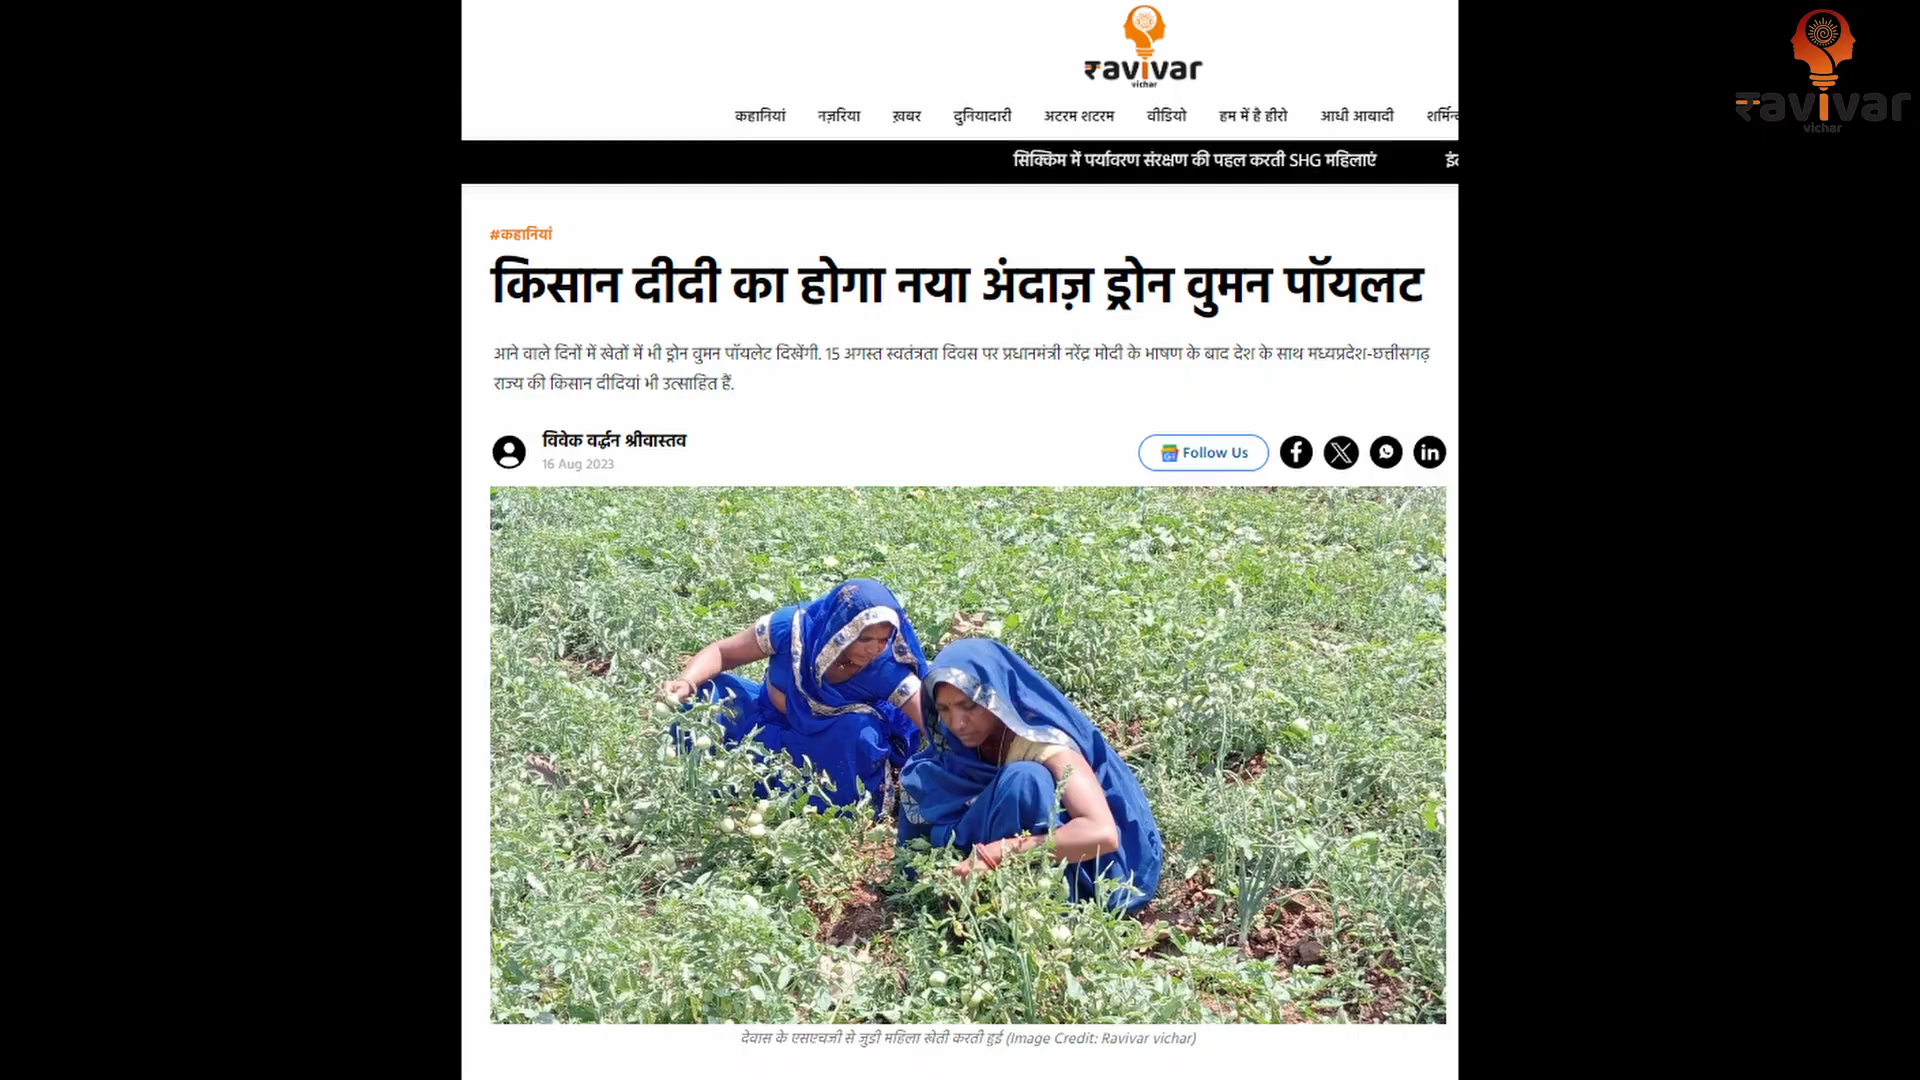 रavivar
vichar
रavivar
vichar
कहानियां नज़रिया ख़बर दुनियादारी अटरम शटरम वीडियो हम में है हीरो आधी आबादी
सिक्किम में पर्यावरण संरक्षण की पहल करती SHG महिलाएं
#कहानियां
किसान दीदी का होगा नया अंदाज़ ड्रोन वुमन पॉयलट
आने वाले दिनों में खेतों में भी ड्रोन वुमन पॉयलेट दिखेंगी. 15 अगस्त स्वतंत्रता दिवस पर प्रधानमंत्री नरेंद्र मोदी के भाषण के बाद देश के साथ मध्यप्रदेश-छत्तीसगढ़
राज्य की किसान दीदियां भी उत्साहित हैं.
विवेक वर्द्धन श्रीवास्तव
16 Aug 2023
Follow Us
देवास के एसएचजी से जुडी महिला खेती करती हुई (Image Credit: Ravivar vichar)